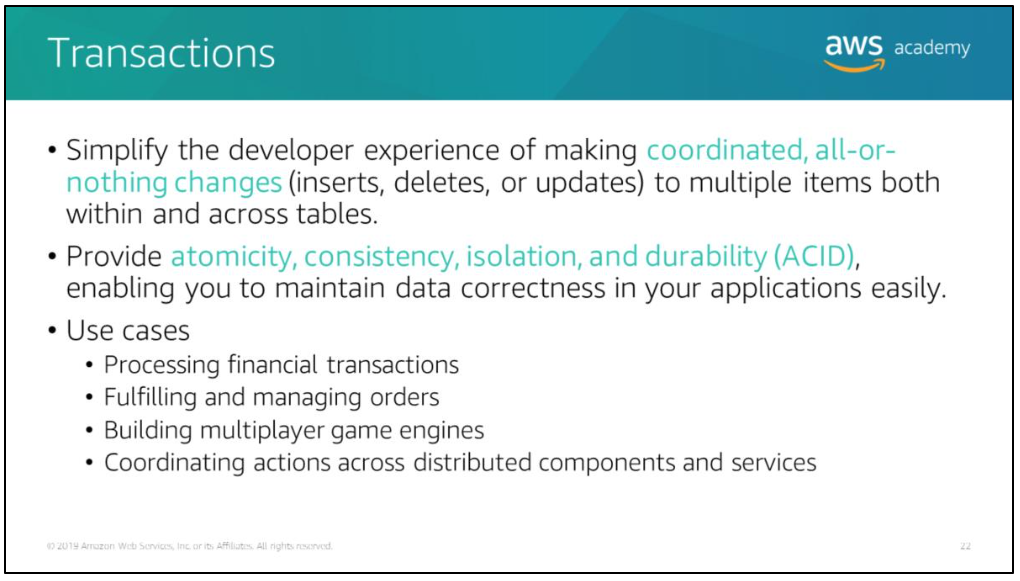 Transactions
aws academy
• Simplify the developer experience of making coordinated, all-or-
nothing changes (inserts, deletes, or updates) to multiple items both
within and across tables.
• Provide atomicity, consistency, isolation, and durability (ACID),
enabling you to maintain data correctness in your applications easily.
• Use cases
• Processing financial transactions
• Fulfilling and managing orders
• Building multiplayer game engines
• Coordinating actions across distributed components and services
© 2019 Amazon Web Services, Inc. or its Affiliates. All rights reserved.
22